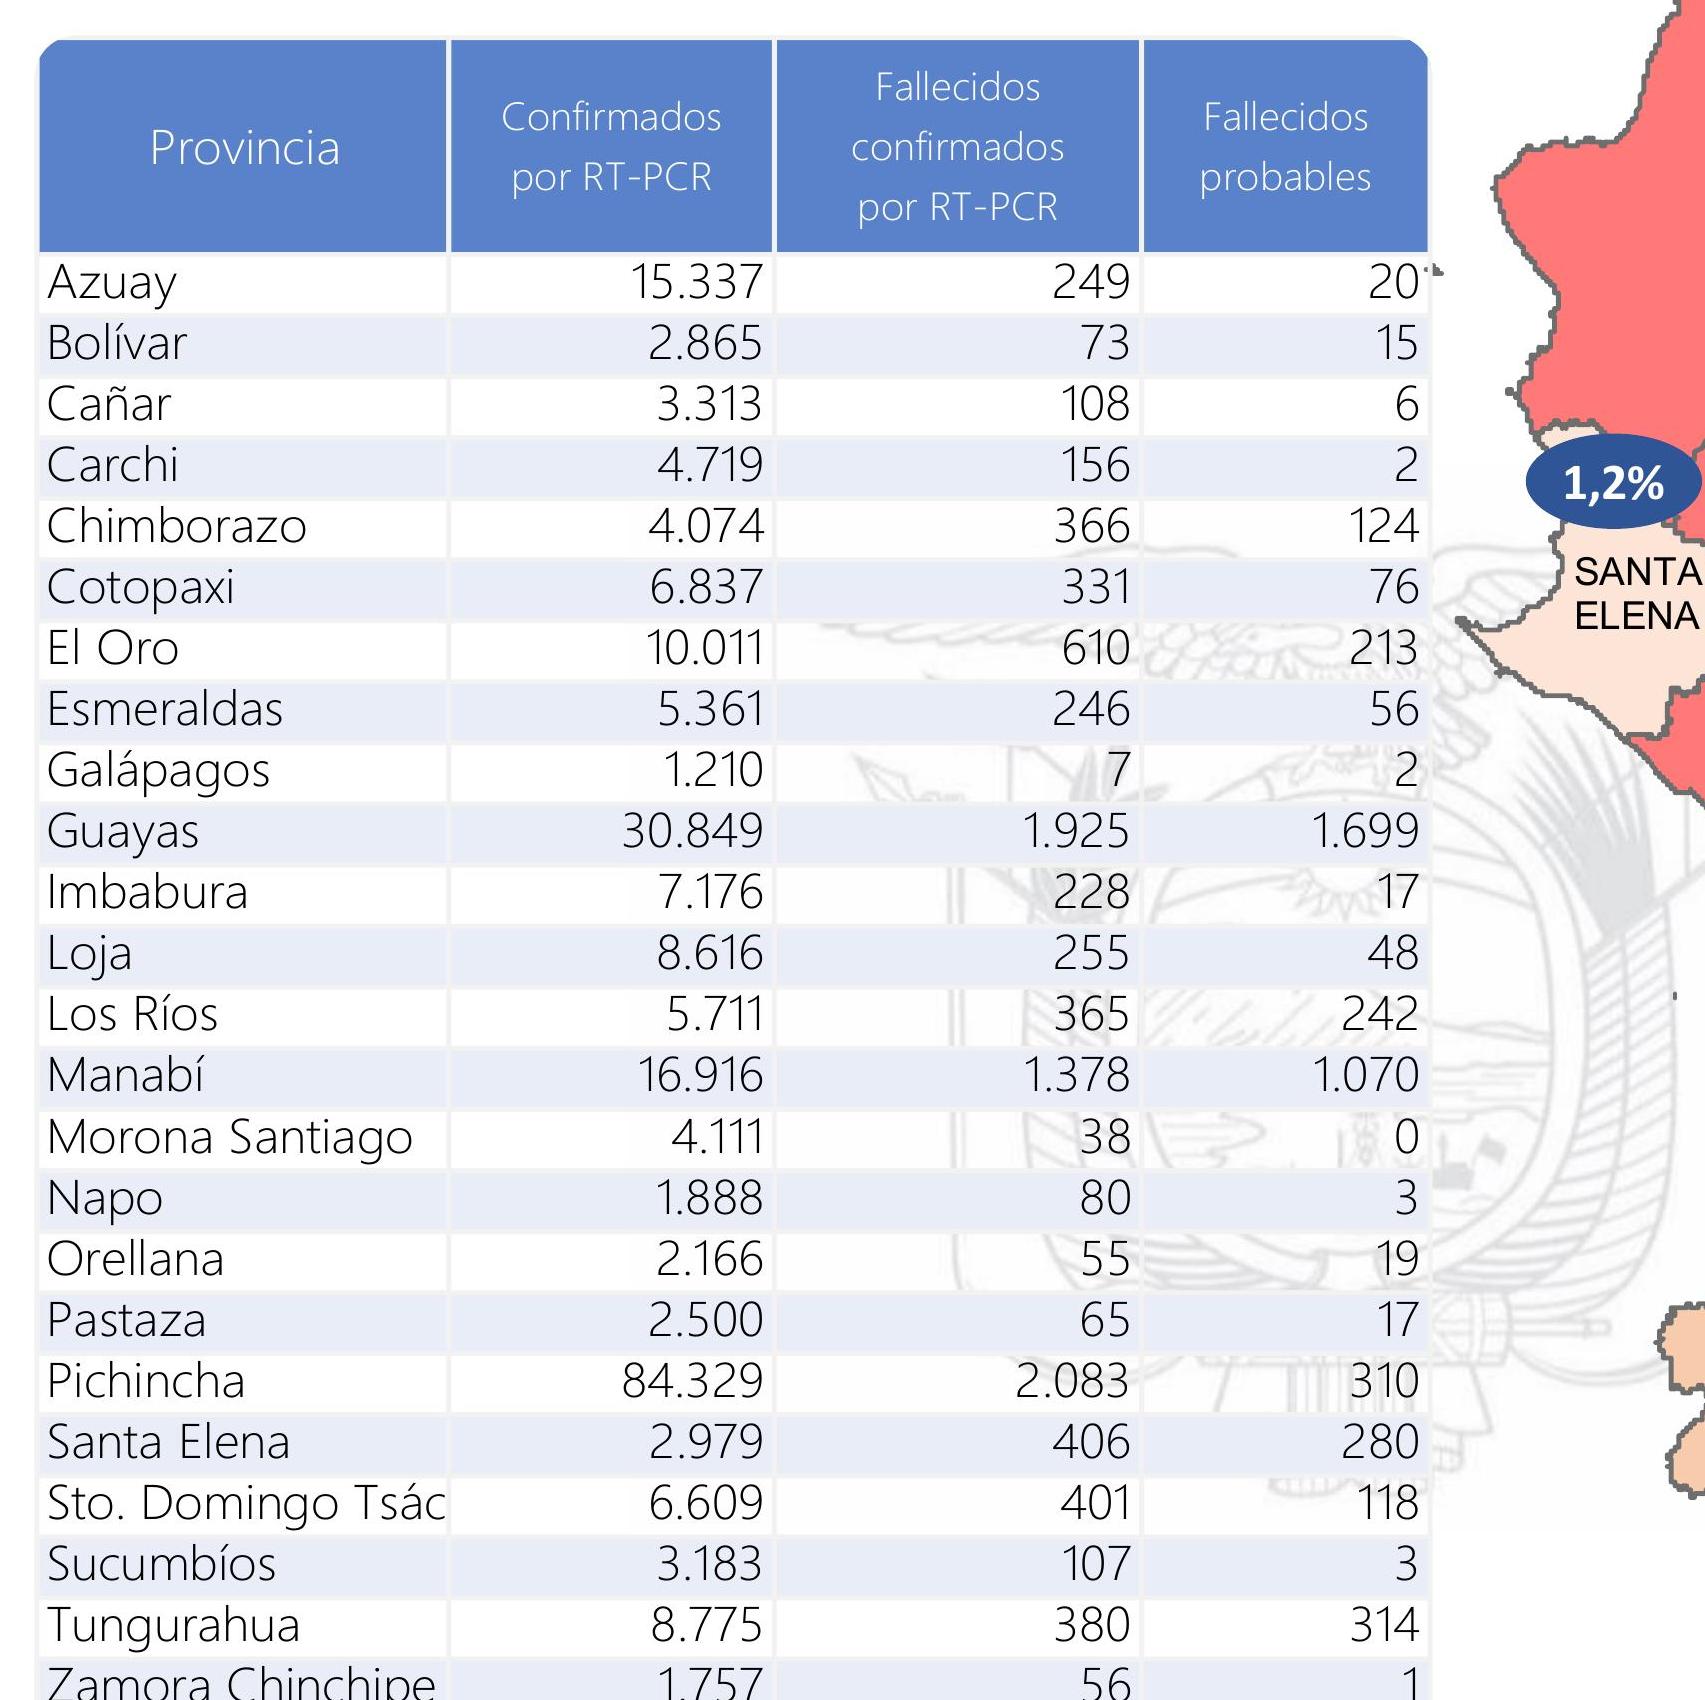 Provincia Confirmados por RT-PCR Fallecidos confirmados por RT-PCR Fallecidos probables
Azuay 15.337 249 20
Bolívar 2.865 73 15
Cañar 3.313 108 6
Carchi 4.719 156 2
Chimborazo 4.074 366 124
Cotopaxi 6.837 331 76
El Oro 10.011 610 213
Esmeraldas 5.361 246 56
Galápagos 1.210 7 2
Guayas 30.849 1.925 1.699
Imbabura 7.176 228 17
Loja 8.616 255 48
Los Ríos 5.711 365 242
Manabí 16.916 1.378 1.070
Morona Santiago 4.111 38 0
Napo 1.888 80 3
Orellana 2.166 55 19
Pastaza 2.500 65 17
Pichincha 84.329 2.083 310
Santa Elena 2.979 406 280
Sto. Domingo Tsác 6.609 401 118
Sucumbíos 3.183 107 3
Tungurahua 8.775 380 314
Zamora Chinchipe 1.757 56 1
1,2%
SANTA
ELENA